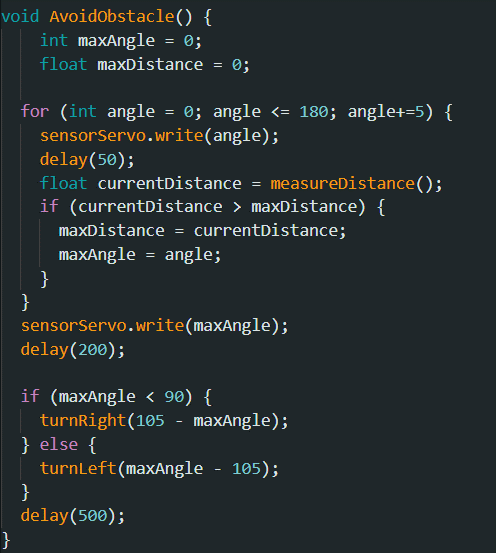 void AvoidObstacle() {
    int maxAngle = 0;
    float maxDistance = 0;

  for (int angle = 0; angle <= 180; angle+=5) {
    sensorServo.write(angle);
    delay(50);
    float currentDistance = measureDistance();
    if (currentDistance > maxDistance) {
      maxDistance = currentDistance;
      maxAngle = angle;
    }
  }
  sensorServo.write(maxAngle);
  delay(200);

  if (maxAngle < 90) {
    turnRight(105 - maxAngle);
  } else {
    turnLeft(maxAngle - 105);
  }
  delay(500);
}